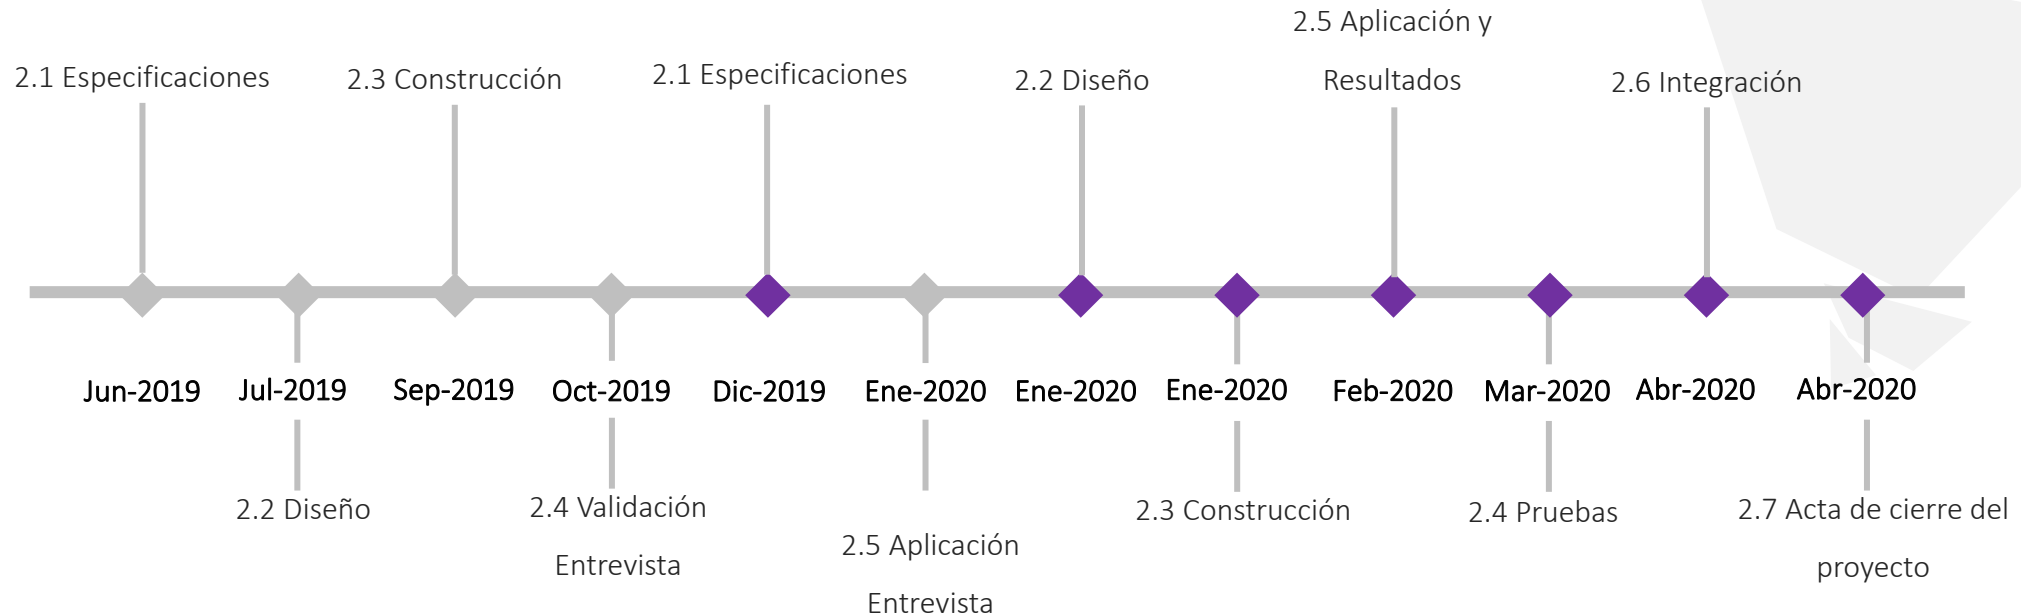 2.5 Aplicación y
Resultados
2.1 Especificaciones
2.3 Construcción
2.1 Especificaciones
2.2 Diseño
2.6 Integración
Jun-2019
Jul-2019
Sep-2019
Oct-2019
Dic-2019
Ene-2020
Ene-2020
Ene-2020
Feb-2020
Mar-2020
Abr-2020
Abr-2020
2.2 Diseño
2.4 Validación
Entrevista
2.5 Aplicación
Entrevista
2.3 Construcción
2.4 Pruebas
2.7 Acta de cierre del
proyecto